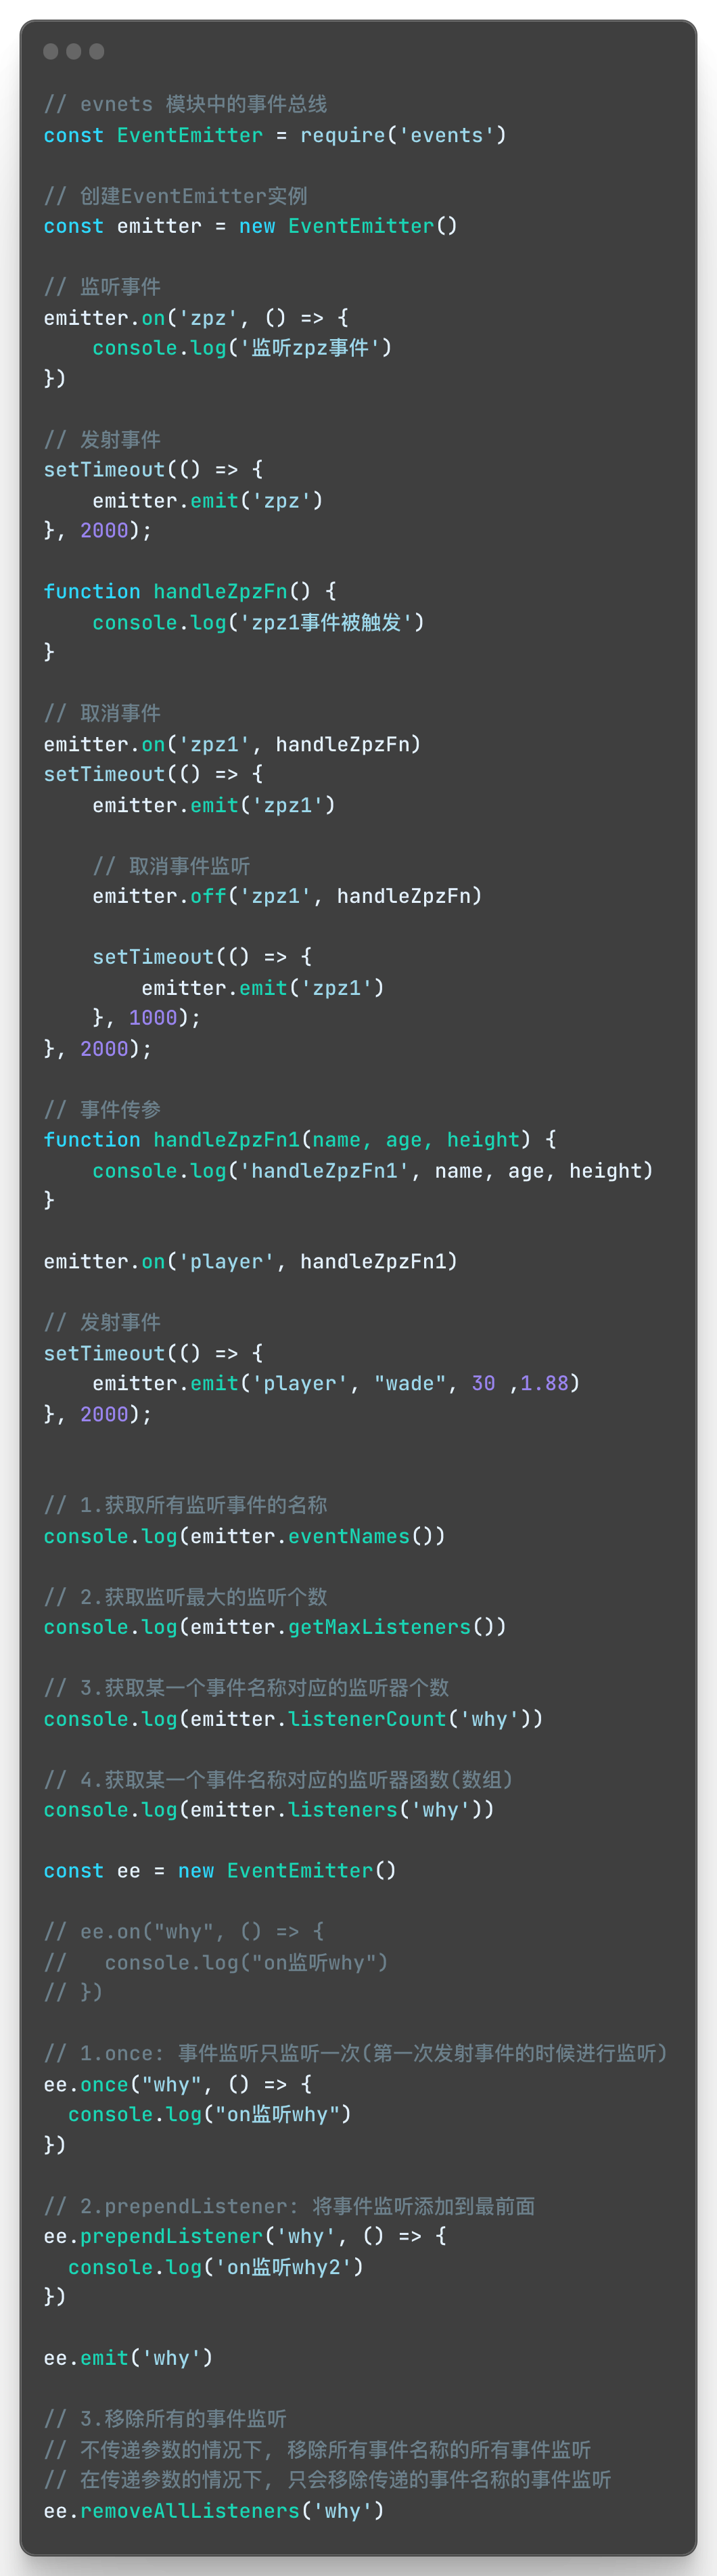 // evnets 模块中的事件总线
const EventEmitter = require('events')

// 创建EventEmitter实例
const emitter = new EventEmitter()

// 监听事件
emitter.on('zpz', () => {
    console.log('监听zpz事件')
})

// 发射事件
setTimeout(() => {
    emitter.emit('zpz')
}, 2000);

function handleZpzFn() {
    console.log('zpz1事件被触发')
}

// 取消事件
emitter.on('zpz1', handleZpzFn)
setTimeout(() => {
    emitter.emit('zpz1')

    // 取消事件监听
    emitter.off('zpz1', handleZpzFn)

    setTimeout(() => {
        emitter.emit('zpz1')
    }, 1000);
}, 2000);

// 事件传参
function handleZpzFn1(name, age, height) {
    console.log('handleZpzFn1', name, age, height)
}

emitter.on('player', handleZpzFn1)

// 发射事件
setTimeout(() => {
    emitter.emit('player', "wade", 30 ,1.88)
}, 2000);


// 1.获取所有监听事件的名称
console.log(emitter.eventNames())

// 2.获取监听最大的监听个数
console.log(emitter.getMaxListeners())

// 3.获取某一个事件名称对应的监听器个数
console.log(emitter.listenerCount('why'))

// 4.获取某一个事件名称对应的监听器函数(数组)
console.log(emitter.listeners('why'))

const ee = new EventEmitter()

// ee.on("why", () => {
//   console.log("on监听why")
// })

// 1.once: 事件监听只监听一次(第一次发射事件的时候进行监听)
ee.once("why", () => {
  console.log("on监听why")
})

// 2.prependListener: 将事件监听添加到最前面
ee.prependListener('why', () => {
  console.log('on监听why2')
})

ee.emit('why')

// 3.移除所有的事件监听
// 不传递参数的情况下, 移除所有事件名称的所有事件监听
// 在传递参数的情况下, 只会移除传递的事件名称的事件监听
ee.removeAllListeners('why')